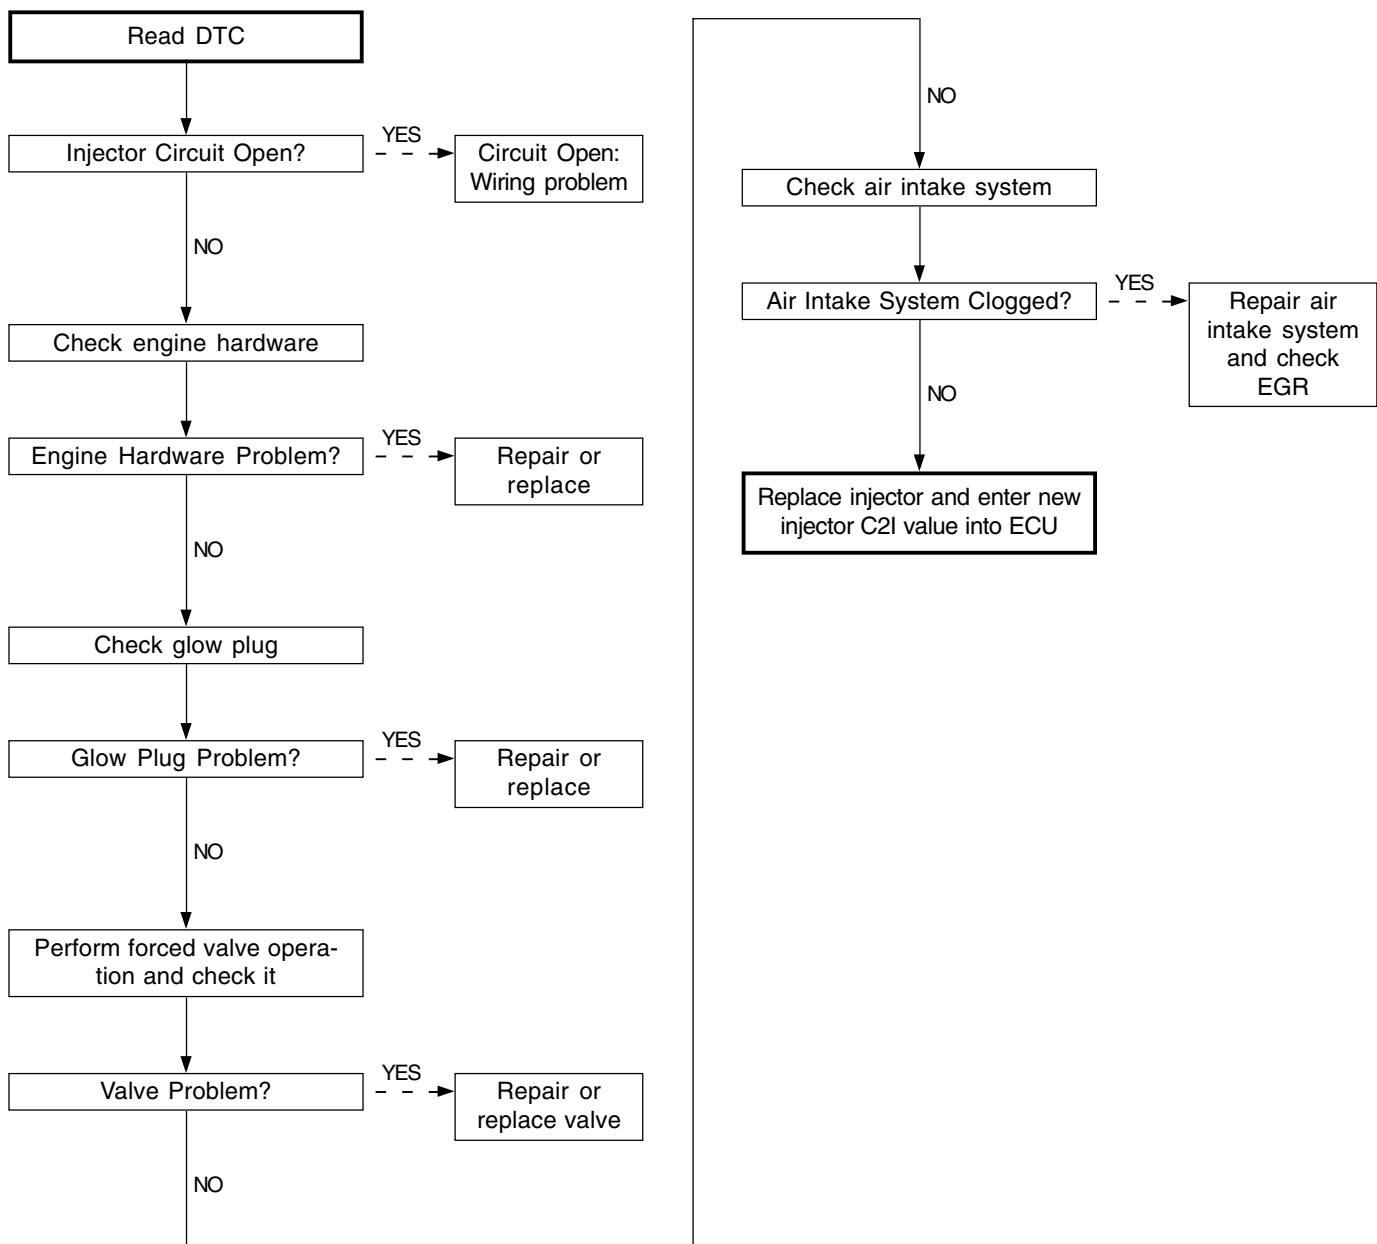 Read DTC
Injector Circuit Open?
YES
Circuit Open:
Wiring problem
NO
Check engine hardware
Engine Hardware Problem?
YES
Repair or
replace
NO
Check glow plug
Glow Plug Problem?
YES
Repair or
replace
NO
Perform forced valve opera-
tion and check it
Valve Problem?
YES
Repair or
replace valve
NO
NO
Check air intake system
Air Intake System Clogged?
YES
Repair air
intake system
and check
EGR
NO
Replace injector and enter new
injector C2I value into ECU